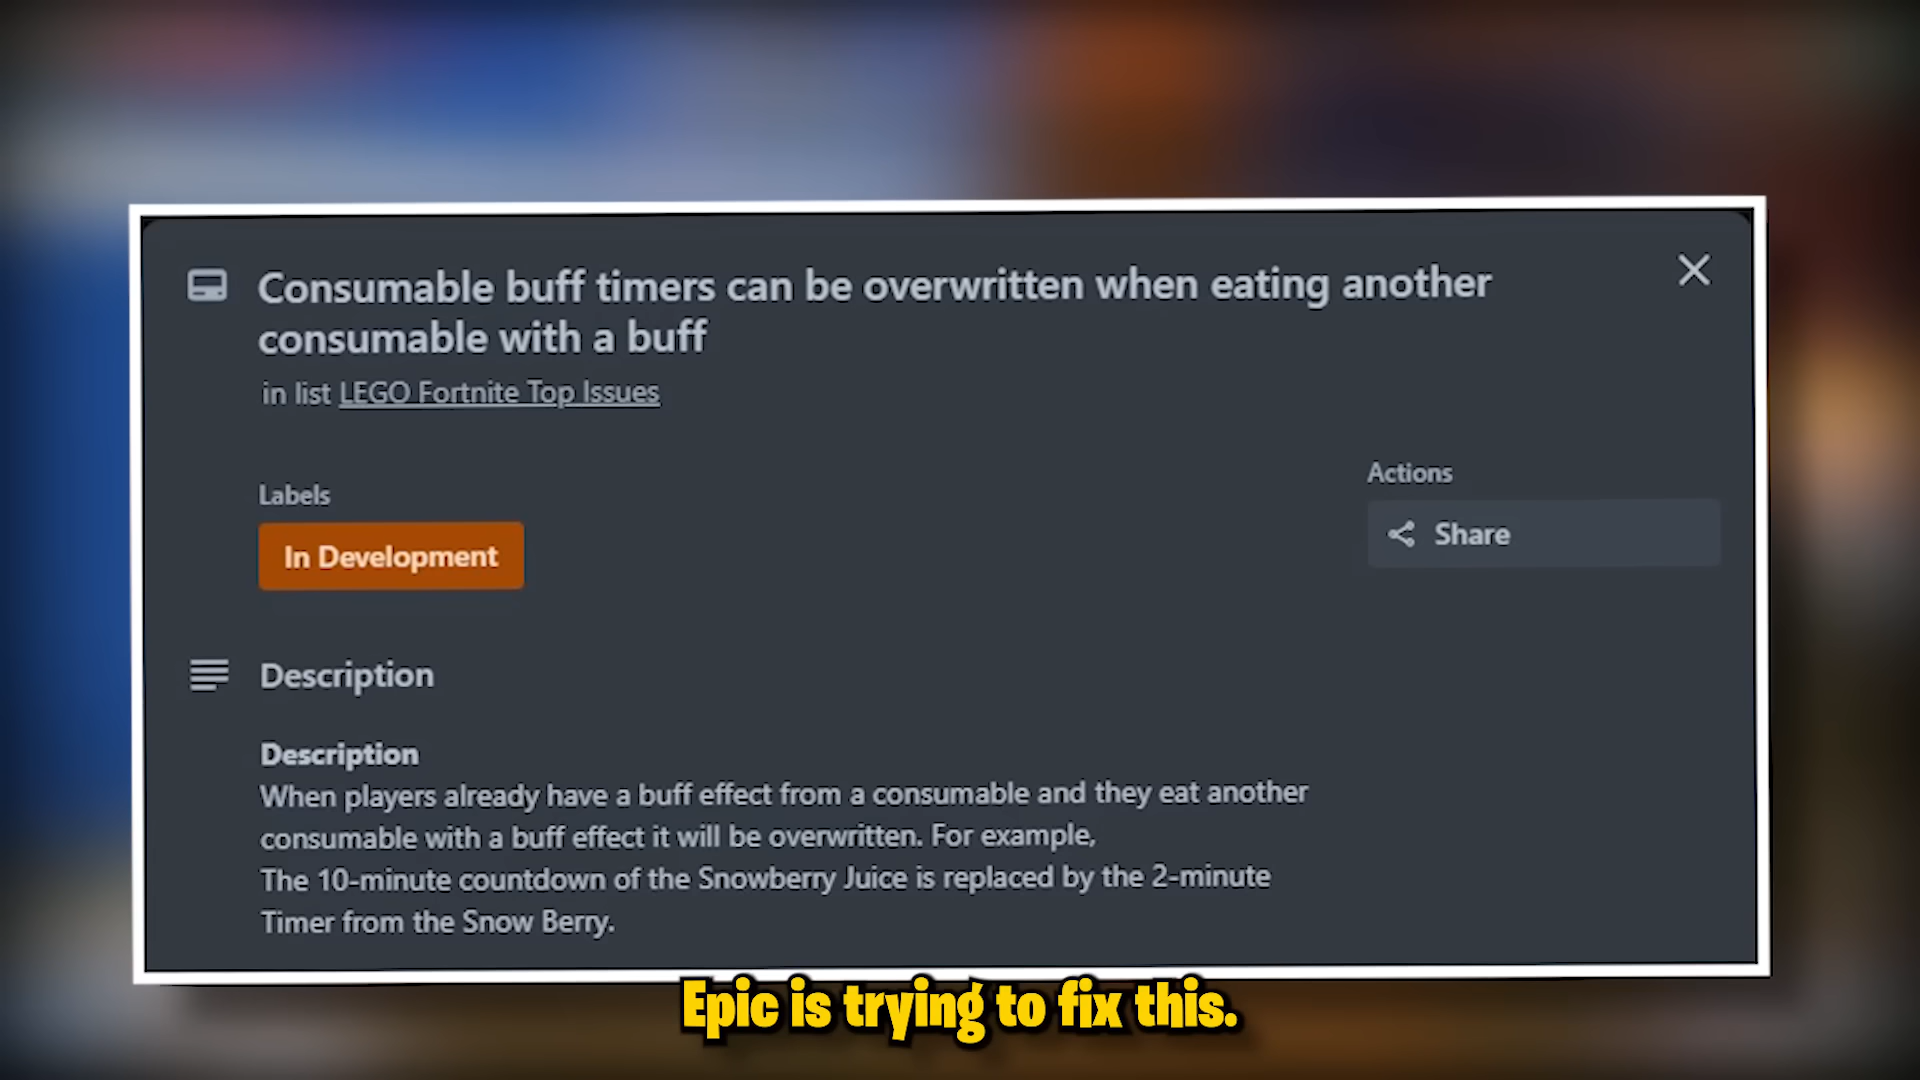 Consumable buff timers can be overwritten when eating another
consumable with a buff
in list LEGO Fortnite Top Issues
Labels
In Development
Actions
Share
Description
Description
When players already have a buff effect from a consumable and they eat another
consumable with a buff effect it will be overwritten. For example,
The 10-minute countdown of the Snowberry Juice is replaced by the 2-minute
Timer from the Snow Berry.
Epic is trying to fix this.